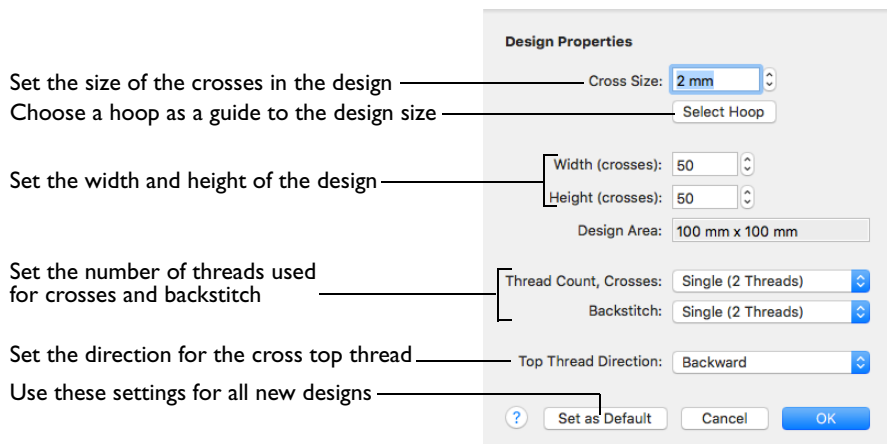 Design Properties
Set the size of the crosses in the design
Cross Size: 2 mm
Choose a hoop as a guide to the design size
Select Hoop
Set the width and height of the design
Width (crosses): 50
Height (crosses): 50
Design Area: 100 mm x 100 mm
Set the number of threads used
for crosses and backstitch
Thread Count, Crosses: Single (2 Threads)
Backstitch: Single (2 Threads)
Set the direction for the cross top thread
Top Thread Direction: Backward
Use these settings for all new designs
? Set as Default Cancel OK